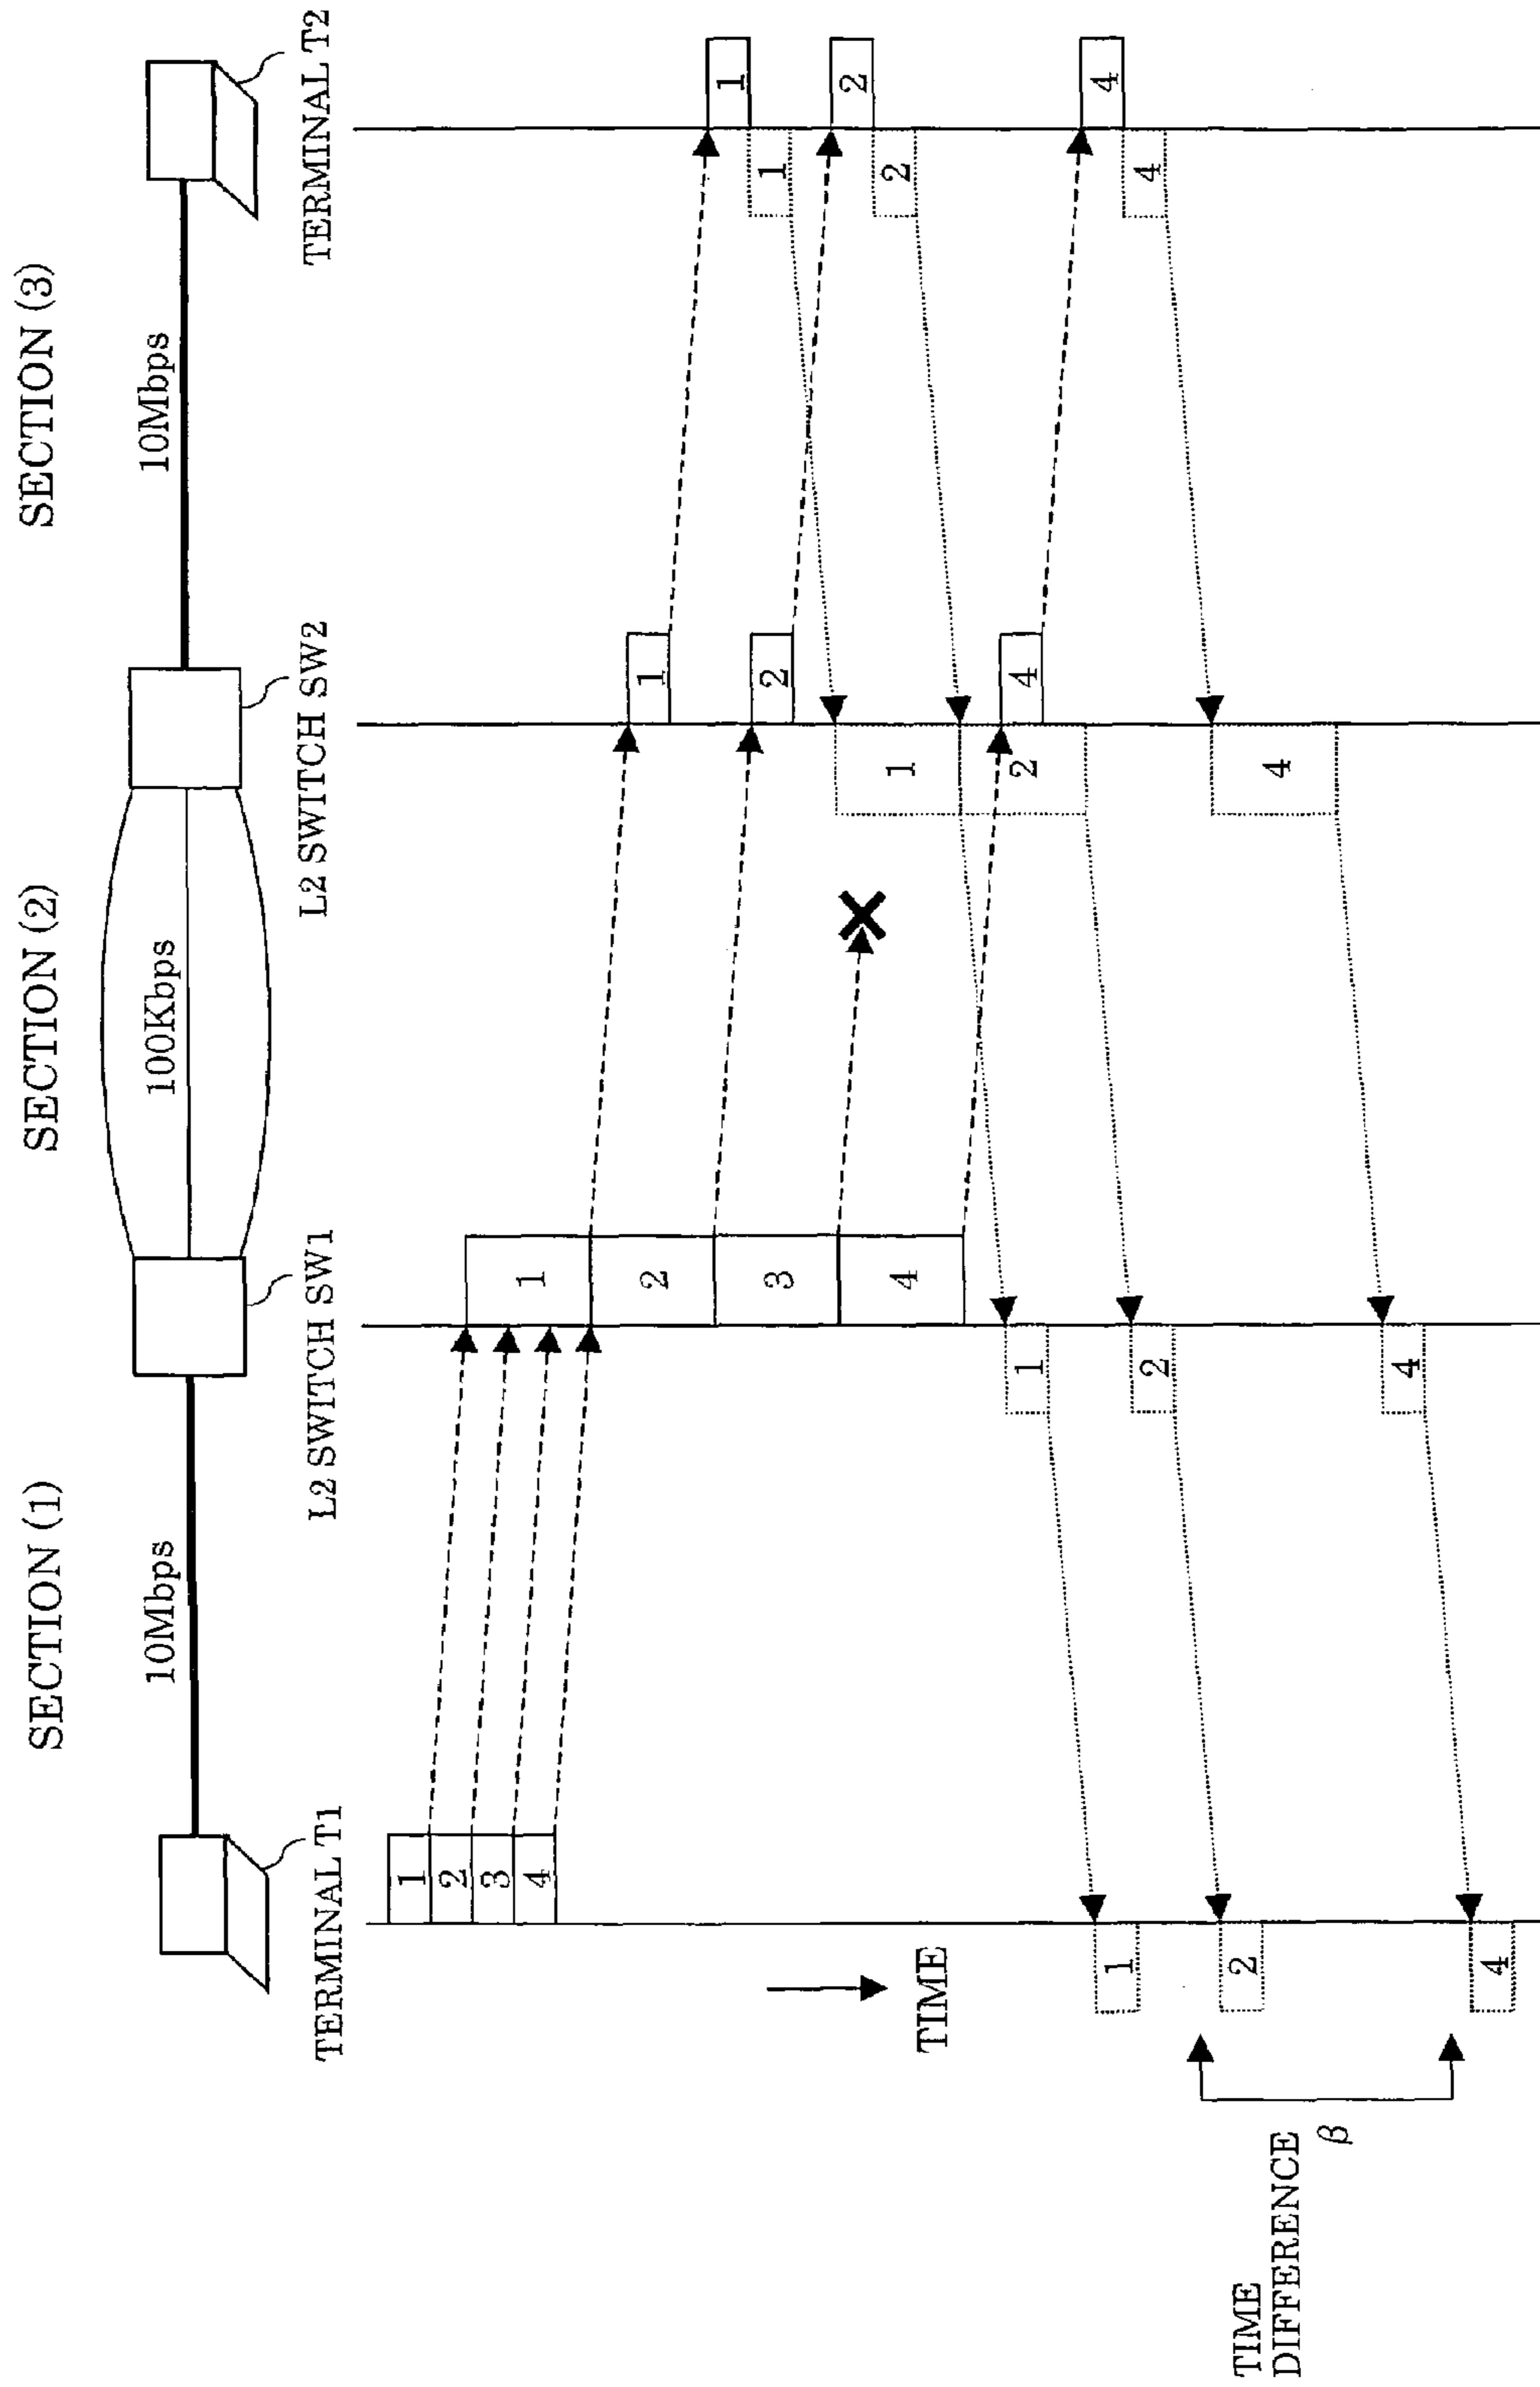 SECTION (1)
SECTION (2)
SECTION (3)
10Mbps
100Kbps
10Mbps
TERMINAL T1
L2 SWITCH SW1
L2 SWITCH SW2
TERMINAL T2
1
2
3
4
1
2
3
4
1
2
4
1
2
4
1
2
4
1
2
4
1
2
4
1
2
4
TIME
TIME
DIFFERENCE
β